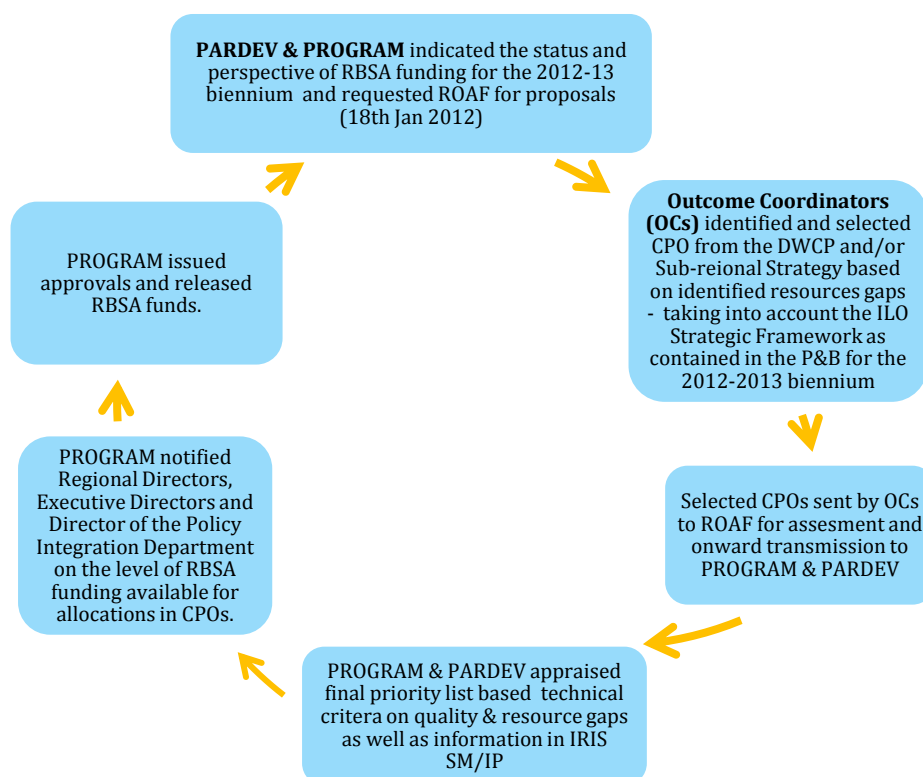 PARDEV & PROGRAM indicated the status and
perspective of RBSA funding for the 2012-13
biennium and requested ROAF for proposals
(18th Jan 2012)
Outcome Coordinators
(OCs) identified and selected
CPO from the DWCP and/or
Sub-reional Strategy based
on identified resources gaps
- taking into account the ILO
Strategic Framework as
contained in the P&B for the
2012-2013 biennium
Selected CPOs sent by OCs
to ROAF for assesment and
onward transmission to
PROGRAM & PARDEV
PROGRAM & PARDEV appraised
final priority list based technical
critera on quality & resource gaps
as well as information in IRIS
SM/IP
PROGRAM notified
Regional Directors,
Executive Directors and
Director of the Policy
Integration Department
on the level of RBSA
funding available for
allocations in CPOs.
PROGRAM issued
approvals and released
RBSA funds.